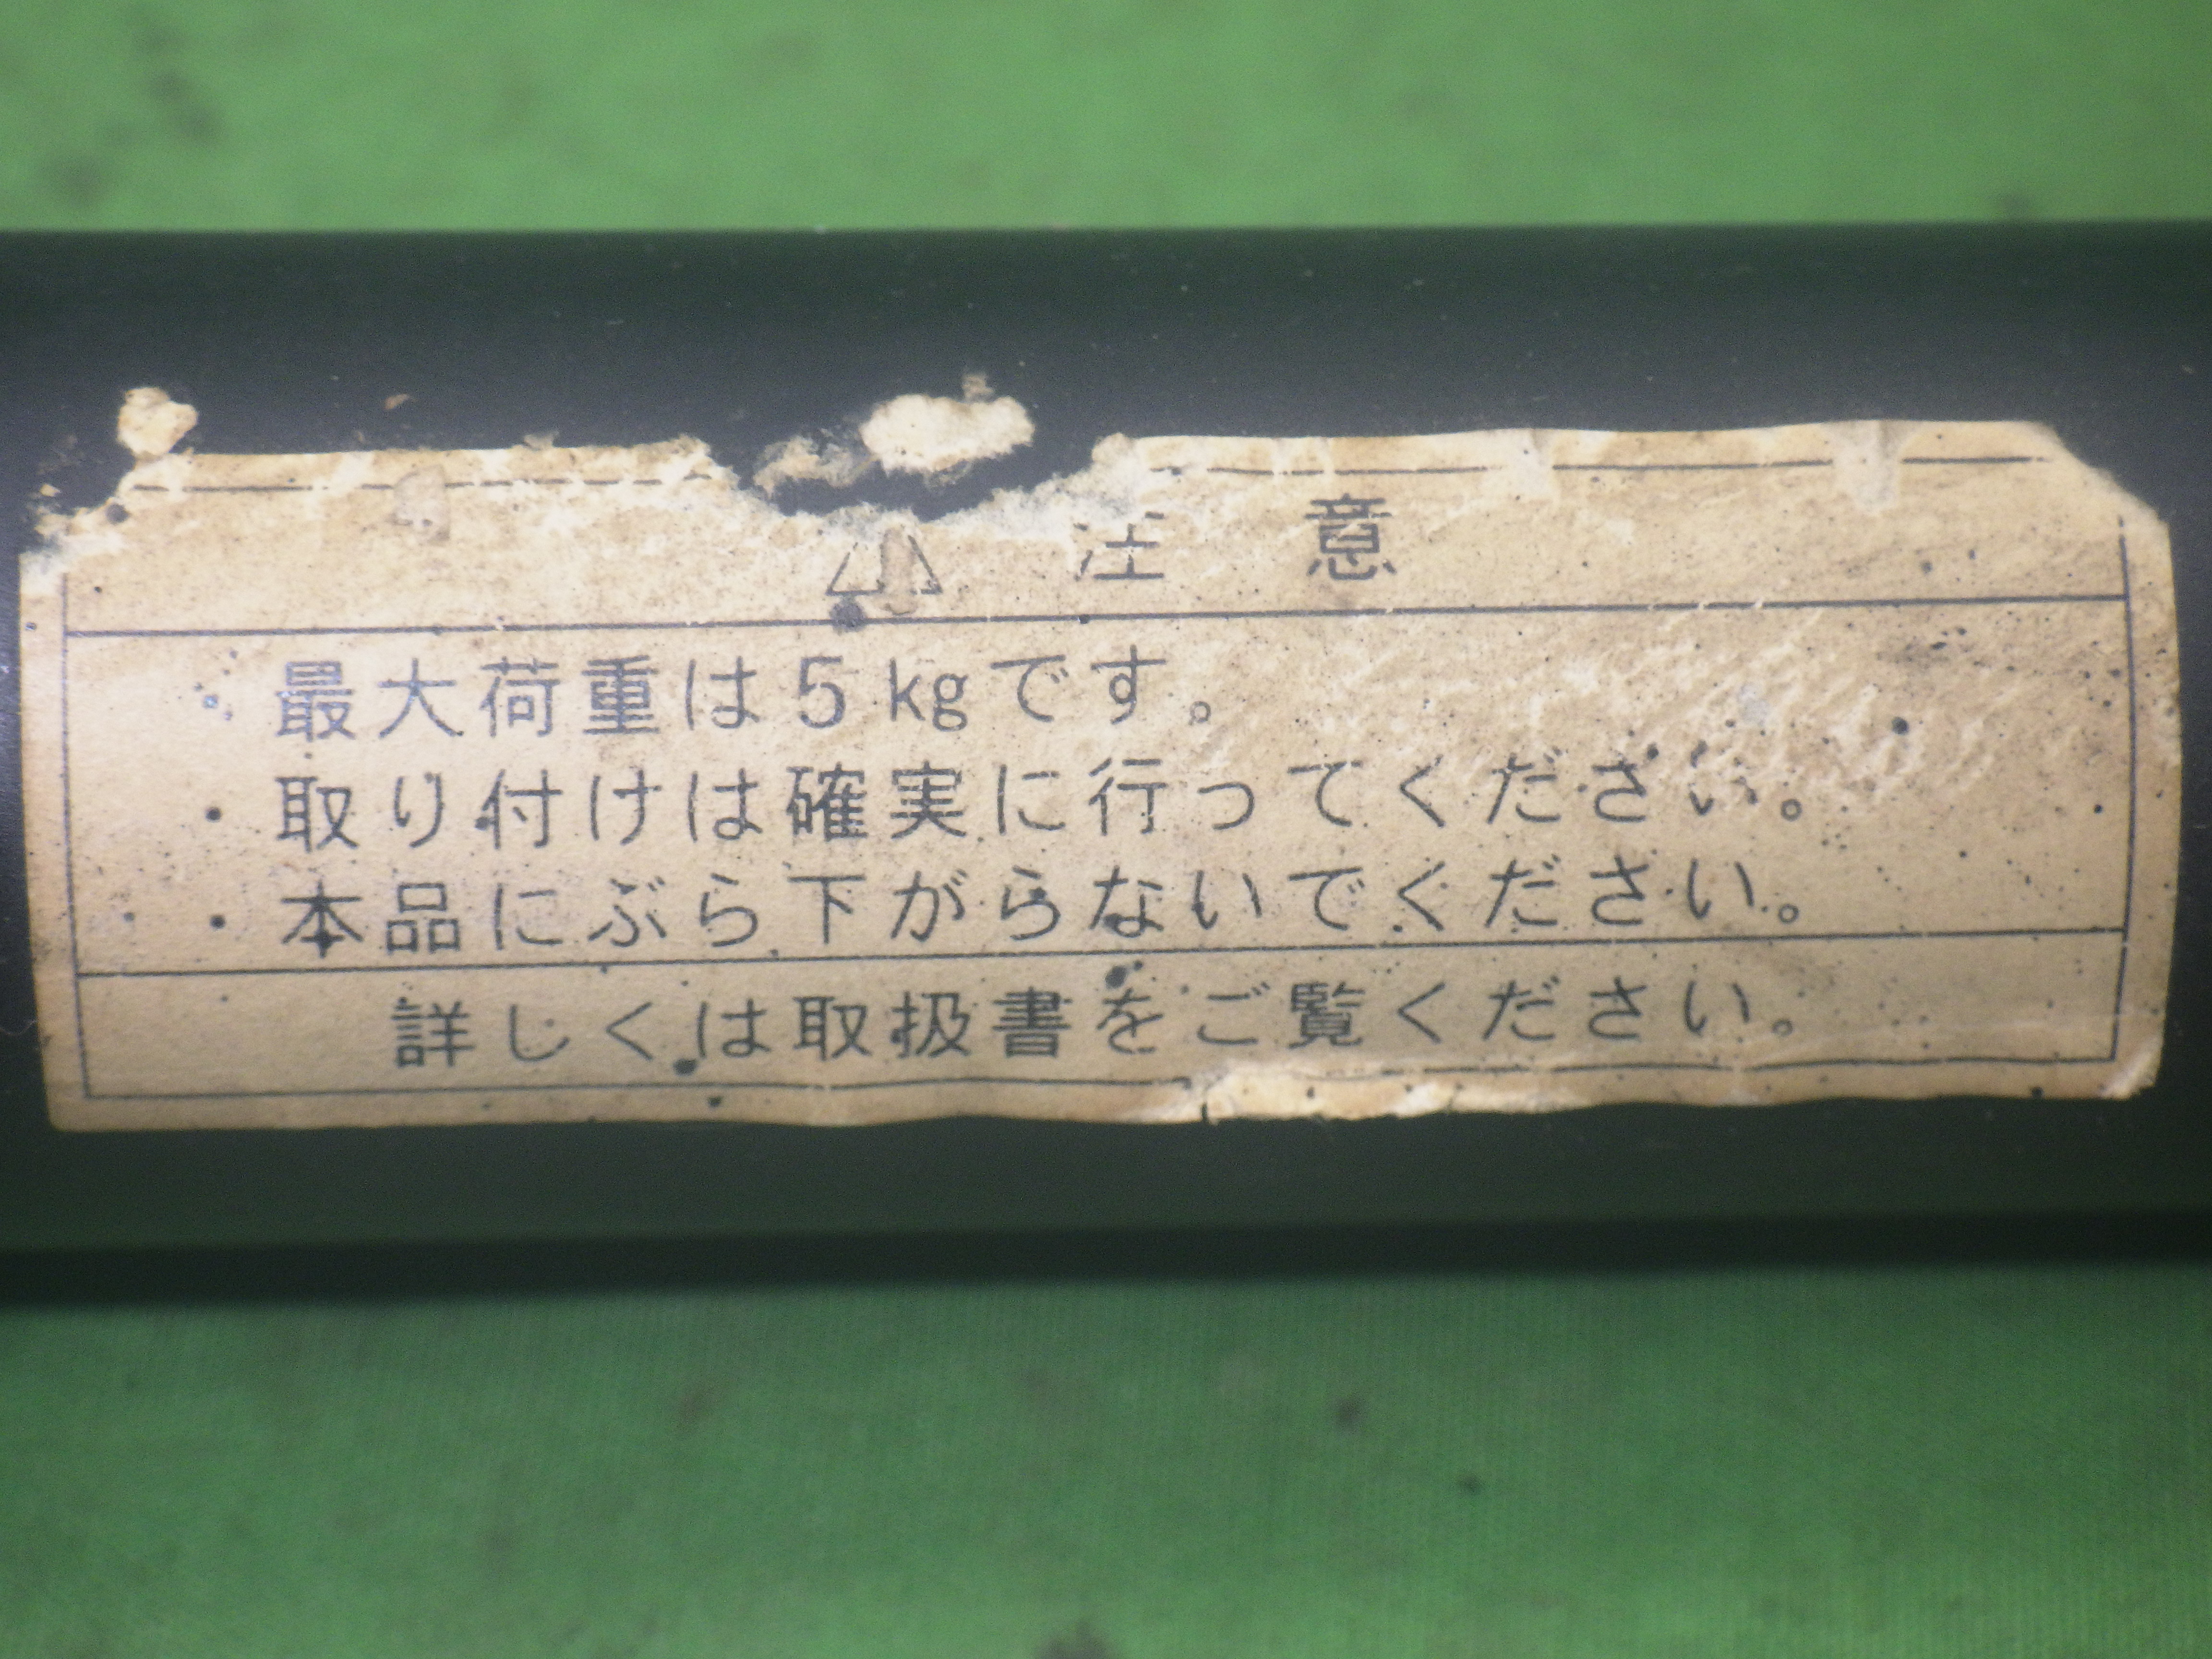 ⚠ 注意
・最大荷重は5kgです。
・取り付けは確実に行ってください。
・本品にぶら下がらないでください。
詳しくは取扱書をご覧ください。